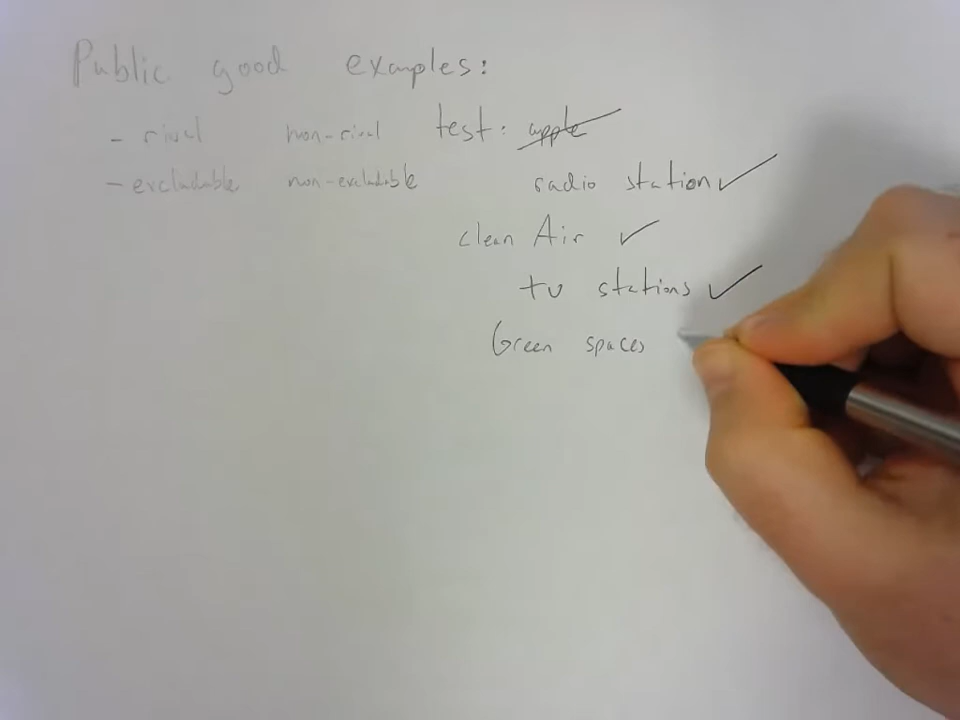 Public good examples:
- rival non-rival test: apple
- excludable non-excludable radio station ✓
clean Air ✓
tv stations ✓
Green spaces